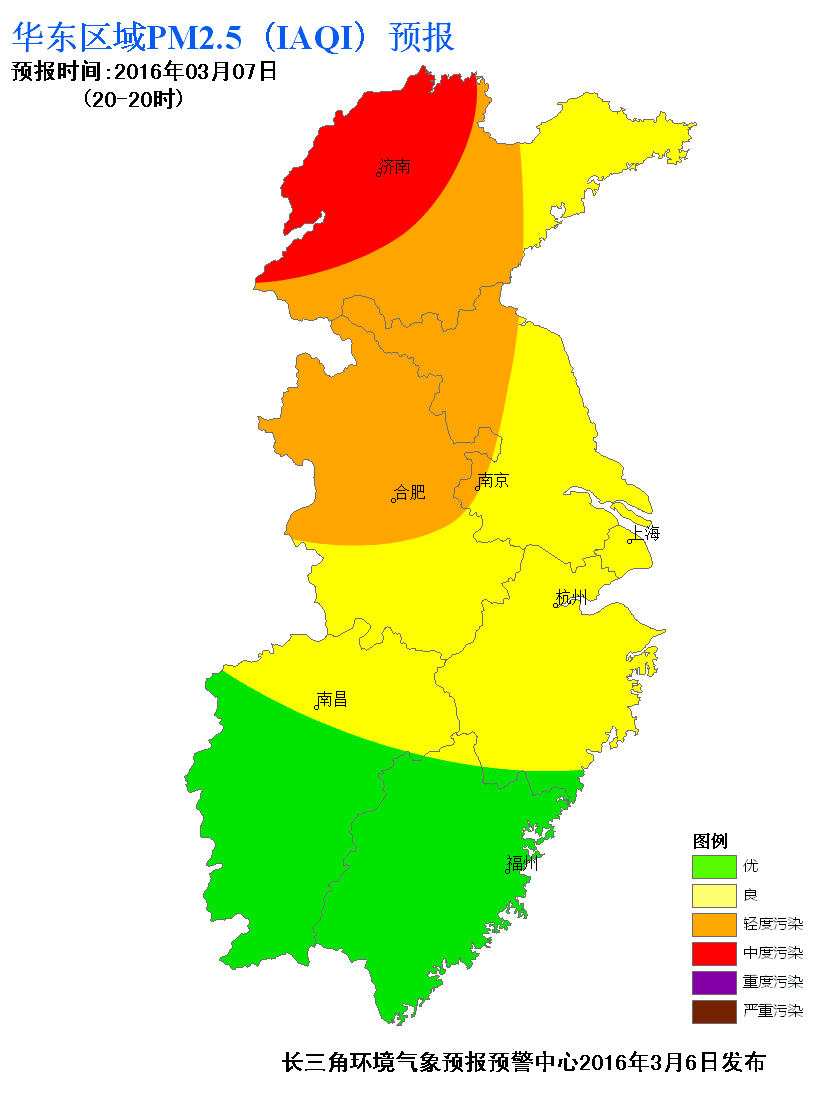 华东区域PM2.5（IAQI）预报
预报时间:2016年03月07日
(20-20时)
济南
合肥
南京
上海
杭州
南昌
福州
图例
优
良
轻度污染
中度污染
重度污染
严重污染
长三角环境气象预报预警中心2016年3月6日发布